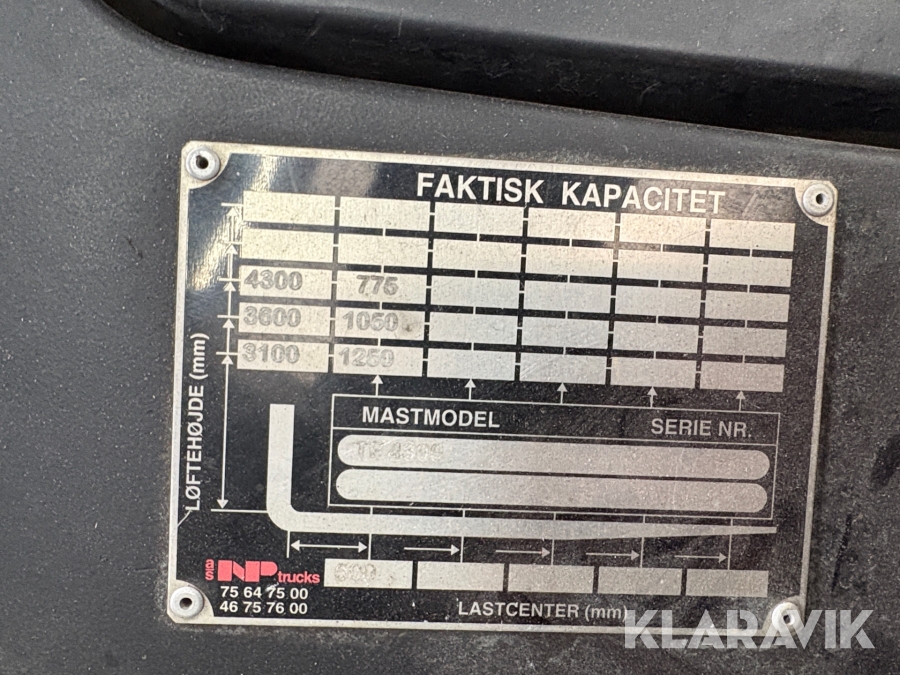 FAKTISK KAPACITET
4300 775
3600 1050
3100 1250
LØFTEHØJDE (mm)
MASTMODEL SERIE NR.
NP trucks
75 64 75 00
46 75 76 00
LASTCENTER (mm)
KLARAVIK